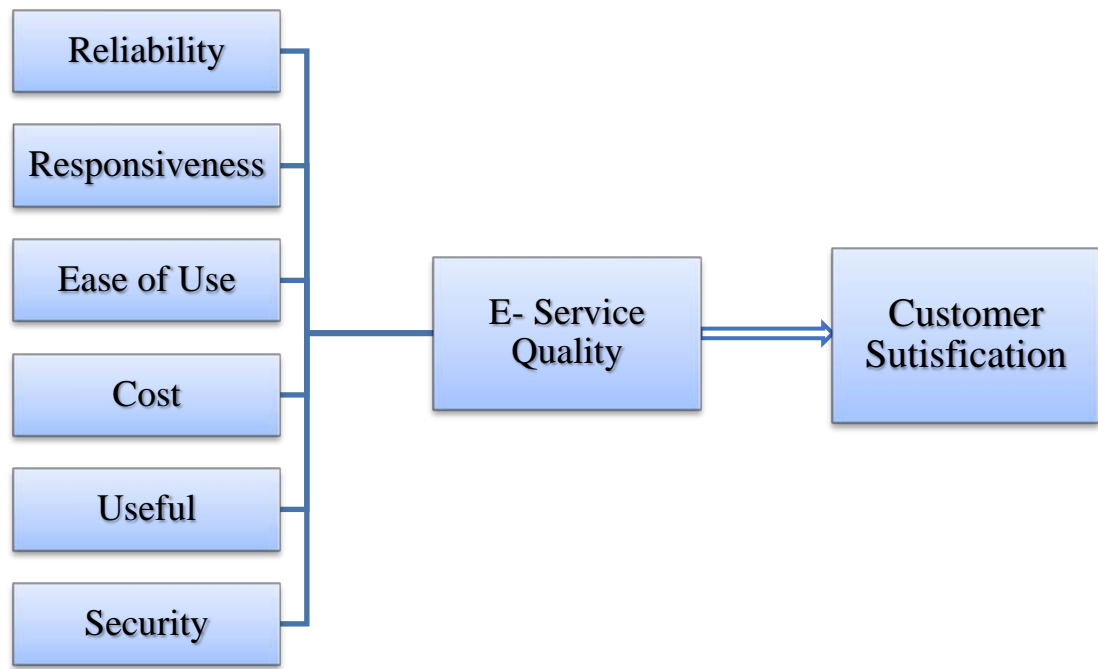 Reliability
Responsiveness
Ease of Use
Cost
Useful
Security
E- Service
Quality
Customer
Sutisfication